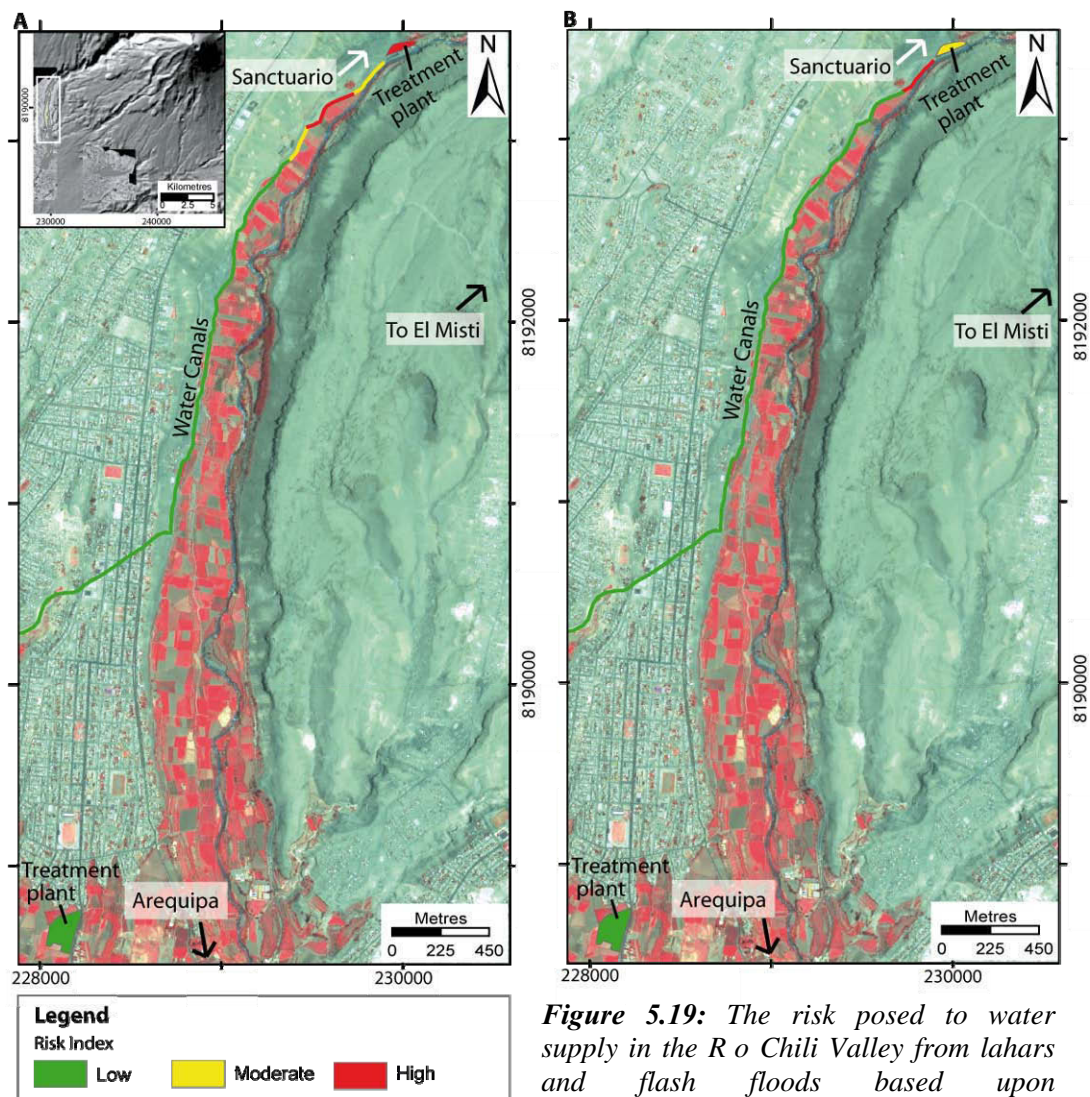 A
B
N
N
Sanctuario
Treatment
plant
Sanctuario
Treatment
plant
8190000
Kilometres
0 2.5 5
230000
240000
To El Misti
8192000
To El Misti
8192000
Water Canals
Water Canals
8190000
8190000
Treatment
plant
Arequipa
Metres
0 225 450
Treatment
plant
Arequipa
Metres
0 225 450
228000
230000
228000
230000
Legend
Risk Index
Low
Moderate
High
Figure 5.19: The risk posed to water
supply in the R o Chili Valley from lahars
and flash floods based upon